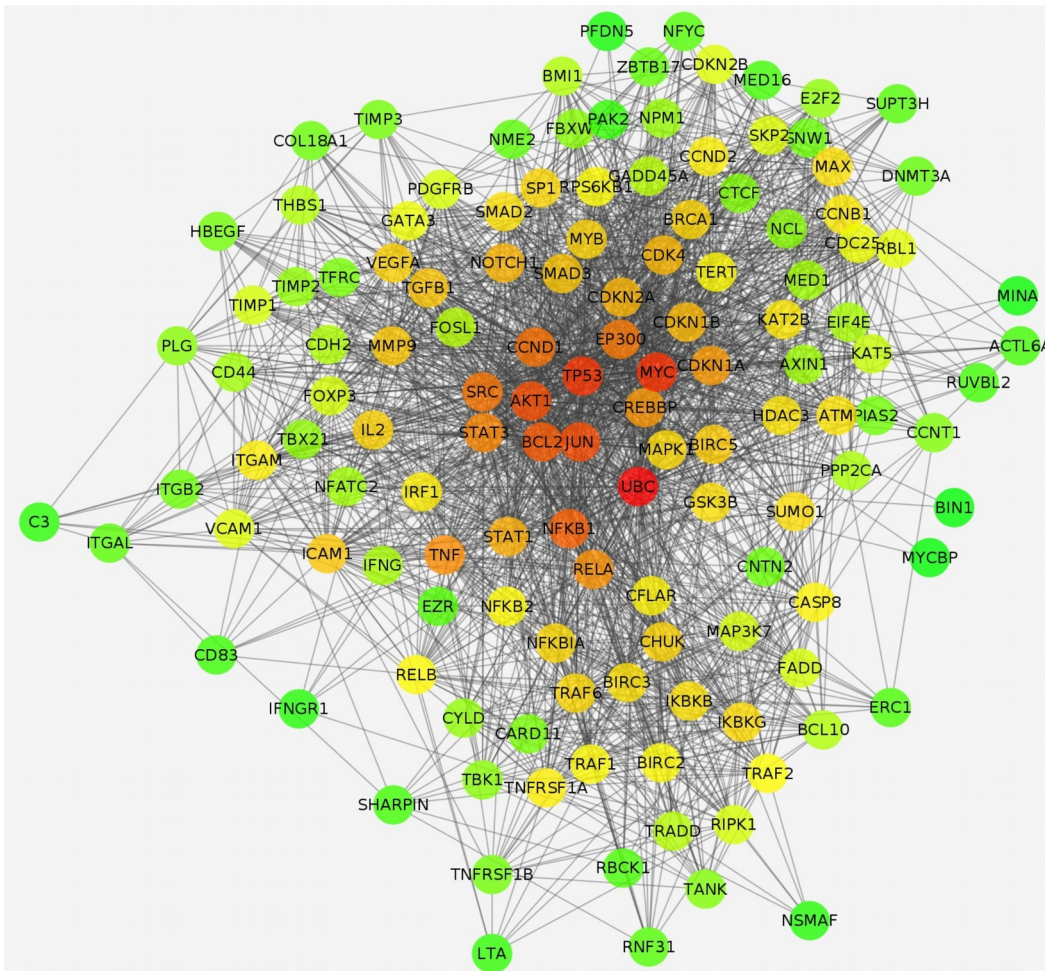 PFDN5
NFYC
ZBTB17
CDKN2B
BMI1
MED16
E2F2
SUPT3H
TIMP3
PAK2
NPM1
FBXW
NME2
COL18A1
SKP2
SNW1
CCND2
MAX
DNMT3A
GADD45A
PDGFRB
SP1
RPS6KB1
CTCF
THBS1
GATA3
SMAD2
BRCA1
CCNB1
HBEGF
NCL
MYB
CDC25
RBL1
VEGFA
NOTCH1
SMAD3
CDK4
TERT
TFRC
TIMP2
TGFB1
MED1
CDKN2A
MINA
TIMP1
FOSL1
CDKN1B
KAT2B
EIF4E
PLG
CDH2
MMP9
CCND1
EP300
KAT5
ACTL6A
CD44
TP53
MYC
CDKN1A
AXIN1
RUVBL2
FOXP3
SRC
AKT1
CREBBP
HDAC3
ATM
PIAS2
TBX21
IL2
STAT3
BCL2
JUN
MAPK1
BIRC5
CCNT1
ITGAM
PPP2CA
ITGB2
NFATC2
IRF1
UBC
GSK3B
SUMO1
BIN1
C3
ITGAL
VCAM1
NFKB1
STAT1
ICAM1
IFNG
TNF
RELA
CNTN2
MYCBP
EZR
NFKB2
CFLAR
CASP8
MAP3K7
NFKBIA
CHUK
CD83
RELB
FADD
TRAF6
BIRC3
IKBKB
IFNGR1
CYLD
CARD11
IKBKG
BCL10
ERC1
TRAF1
BIRC2
TRAF2
TBK1
TNFRSF1A
SHARPIN
TRADD
RIPK1
TNFRSF1B
RBCK1
TANK
NSMAF
LTA
RNF31